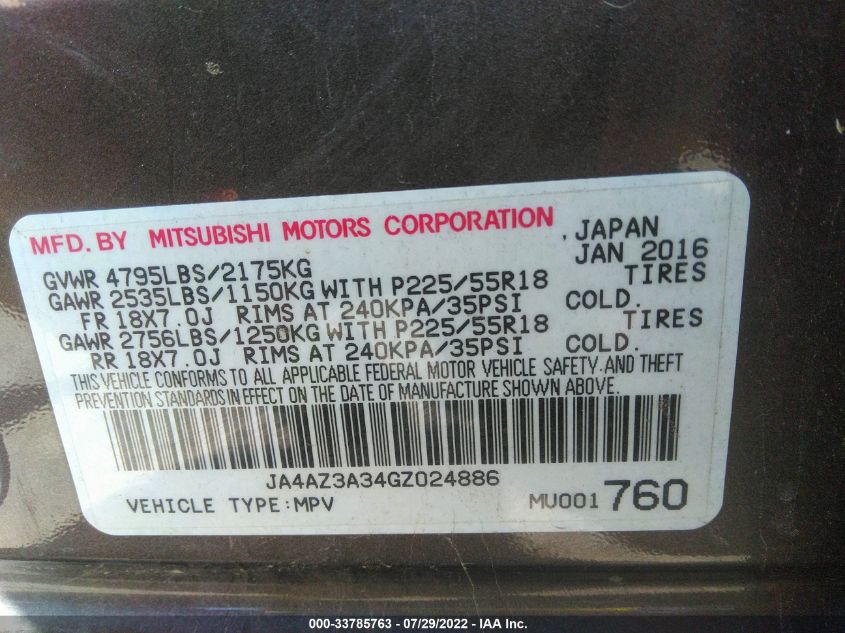 MFD. BY MITSUBISHI MOTORS CORPORATION , JAPAN
GVWR 4795LBS/2175KG JAN 2016
GAWR 2535LBS/1150KG WITH P225/55R18 TIRES
FR 18X7.0J RIMS AT 240KPA/35PSI COLD.
GAWR 2756LBS/1250KG WITH P225/55R18 TIRES
RR 18X7.0J RIMS AT 240KPA/35PSI COLD.
THIS VEHICLE CONFORMS TO ALL APPLICABLE FEDERAL MOTOR VEHICLE SAFETY.AND THEFT
PREVENTION STANDARDS IN EFFECT ON THE DATE OF MANUFACTURE SHOWN ABOVE.
JA4AZ3A34GZ024886
VEHICLE TYPE:MPV MU001760
000-33785763 - 07/29/2022 - IAA Inc.